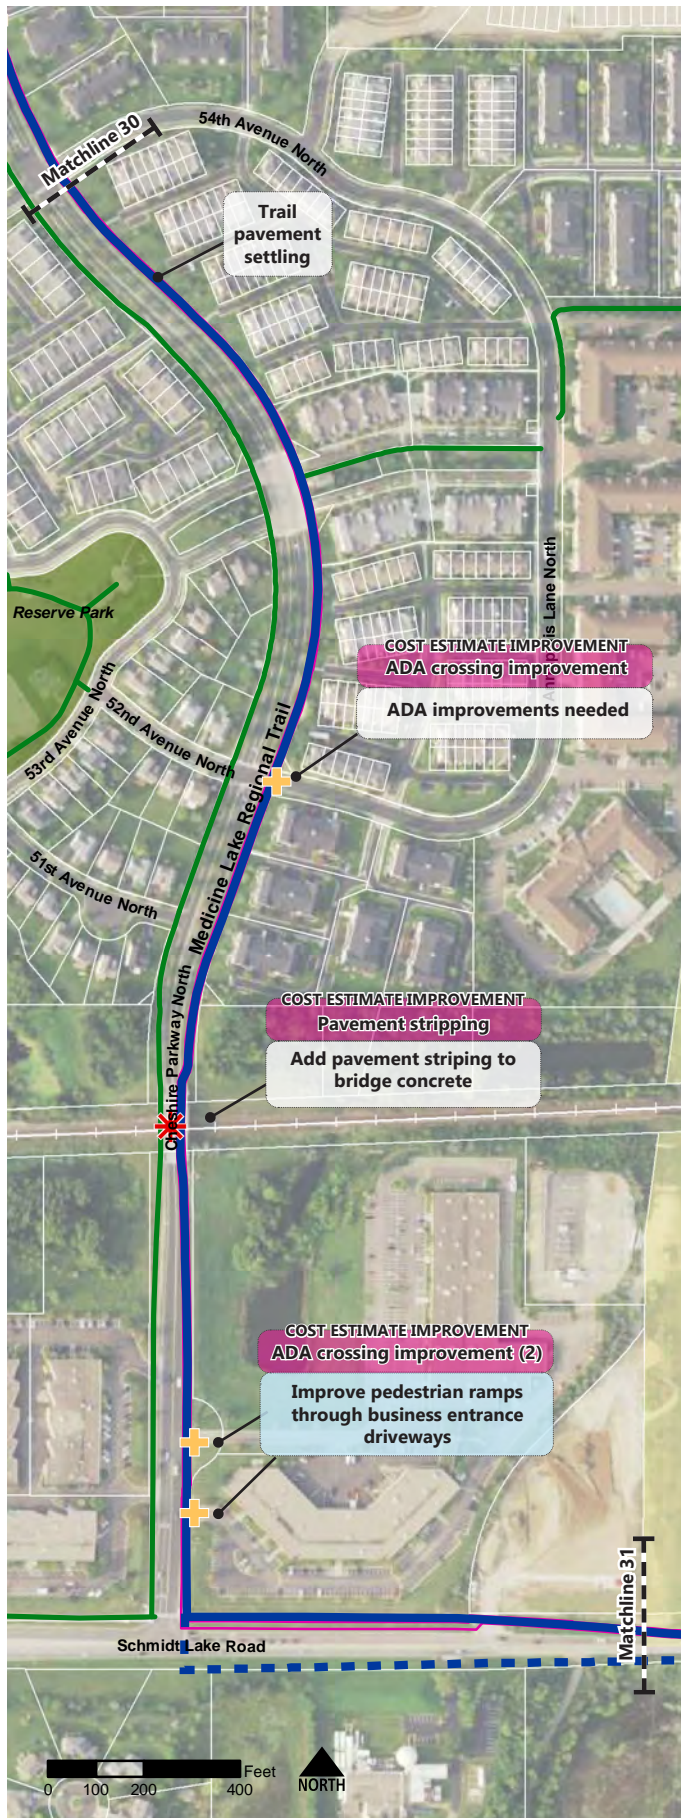 Matchline 30
54th Avenue North
Trail
pavement
settling
Reserve Park
COST ESTIMATE IMPROVEMENT
ADA crossing improvement
ADA improvements needed
53rd Avenue North
52nd Avenue North
51st Avenue North
Medicine Lake Regional Trail
Cheshire Parkway North
COST ESTIMATE IMPROVEMENT
Pavement stripping
Add pavement striping to
bridge concrete
COST ESTIMATE IMPROVEMENT
ADA crossing improvement (2)
Improve pedestrian ramps
through business entrance
driveways
Matchline 31
Schmidt Lake Road
Feet
0 100 200 400
NORTH
Lane North